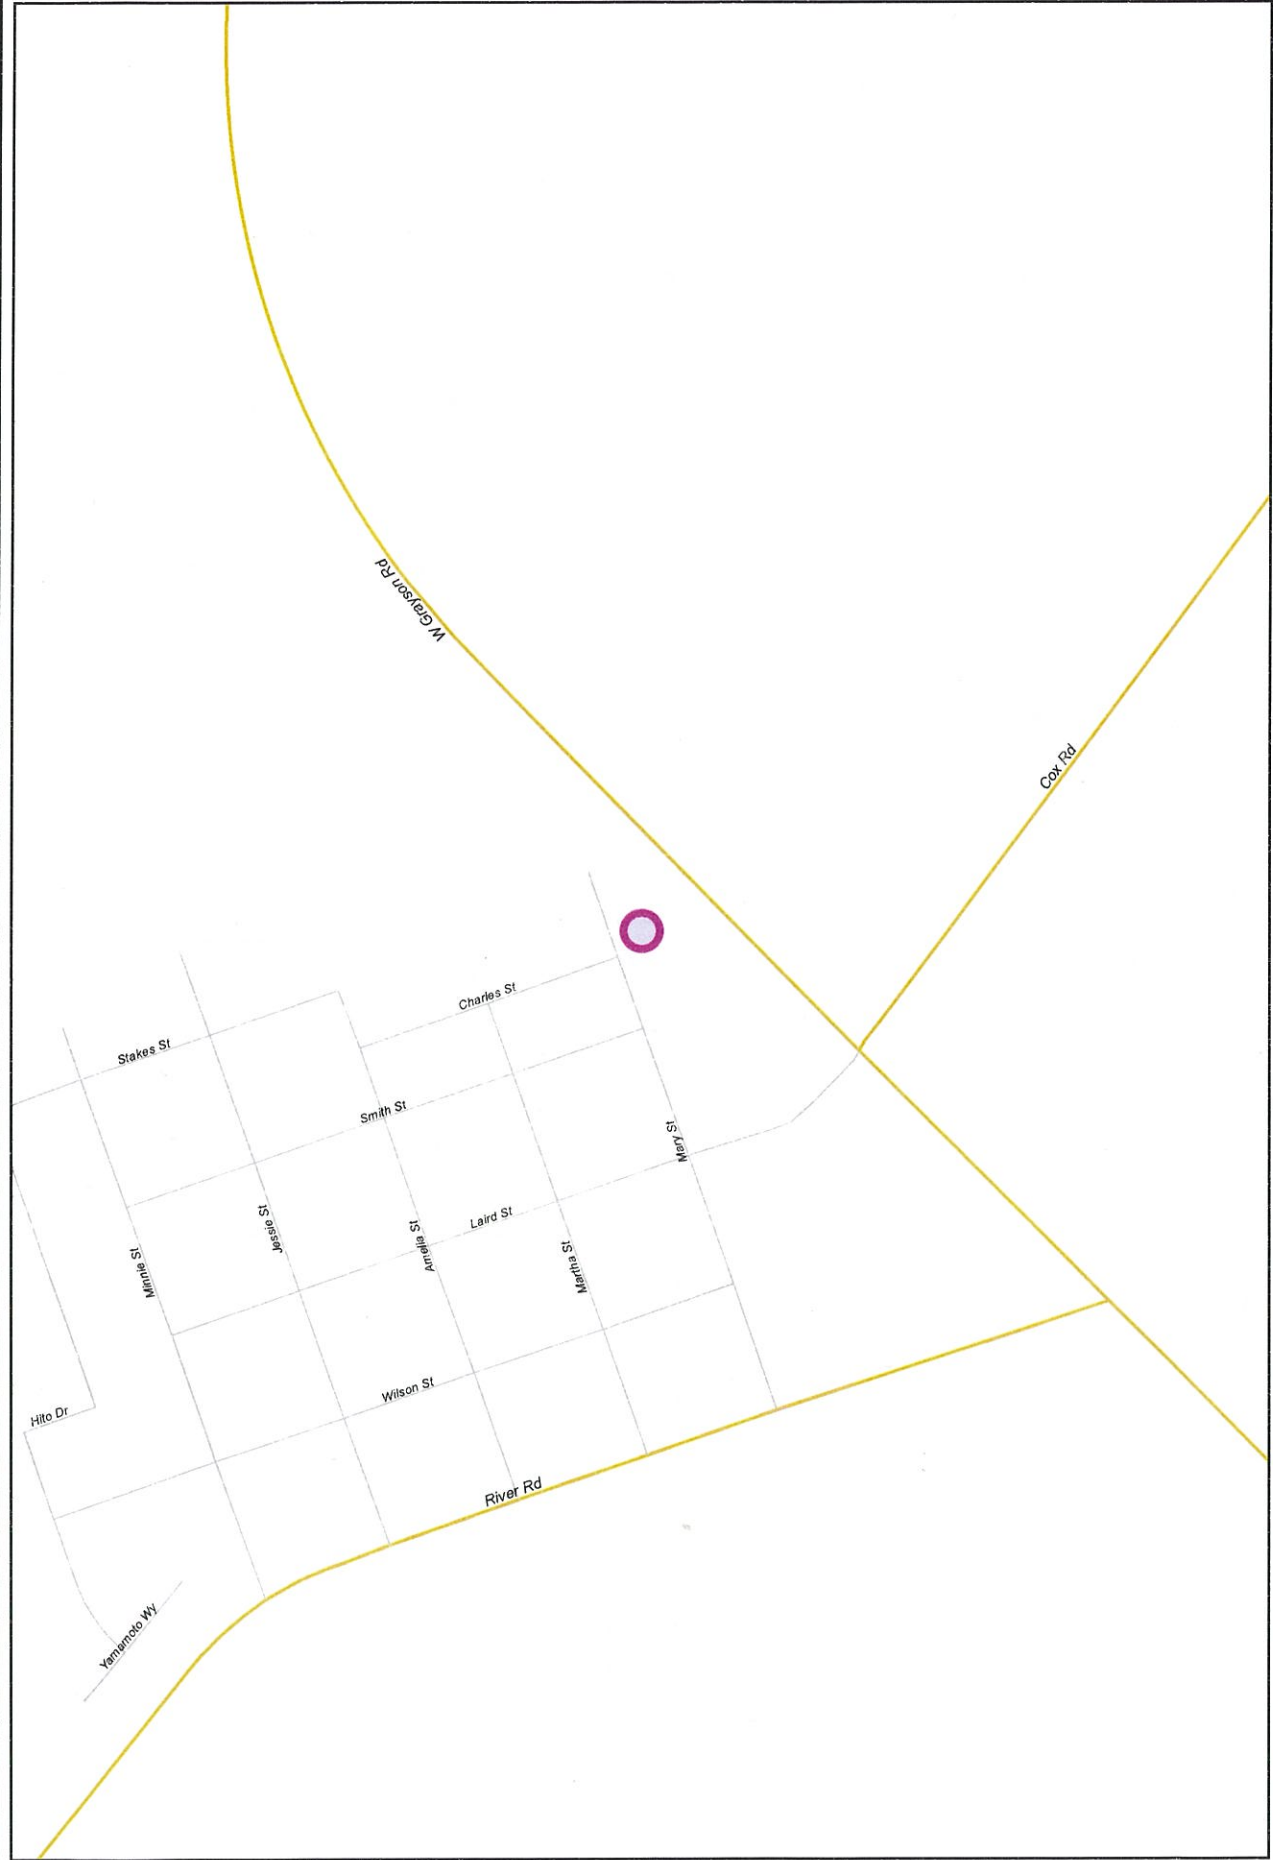 W Grayson Rd
Cox Rd
Charles St
Stakes St
Smith St
Mary St
Jessie St
Laird St
Amelia St
Minnie St
Martha St
Wilson St
Hito Dr
River Rd
Yamamoto Wy